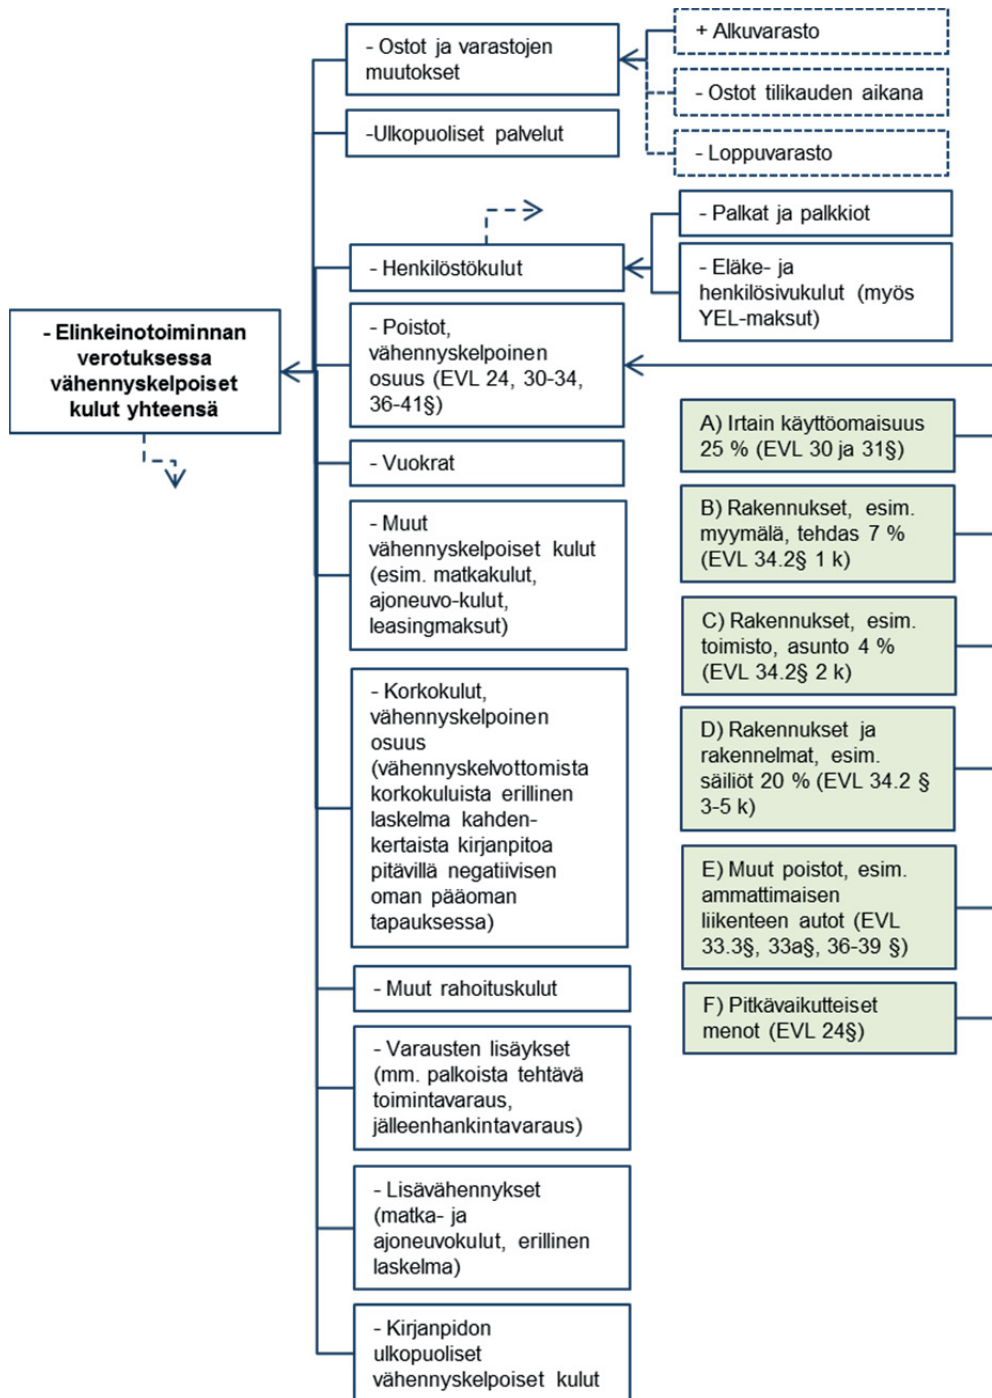 - Ostot ja varastojen
muutokset
+ Alkuvarasto
- Ostot tilikauden aikana
- Loppuvarasto
-Ulkopuoliset palvelut
- Henkilöstökulut
- Palkat ja palkkiot
- Eläke- ja
henkilösivukulut (myös
YEL-maksut)
- Elinkeinotoiminnan
verotuksessa
vähennyskelpoiset
kulut yhteensä
- Poistot,
vähennyskelpoinen
osuus (EVL 24, 30-34,
36-41§)
A) Irtain käyttöomaisuus
25 % (EVL 30 ja 31§)
B) Rakennukset, esim.
myymälä, tehdas 7 %
(EVL 34.2§ 1 k)
C) Rakennukset, esim.
toimisto, asunto 4 %
(EVL 34.2§ 2 k)
D) Rakennukset ja
rakennelmat, esim.
säiliöt 20 % (EVL 34.2 §
3-5 k)
E) Muut poistot, esim.
ammattimaisen
liikenteen autot (EVL
33.3§, 33a§, 36-39 §)
F) Pitkävaikutteiset
menot (EVL 24§)
- Vuokrat
- Muut
vähennyskelpoiset kulut
(esim. matkakulut,
ajoneuvo-kulut,
leasingmaksut)
- Korkokulut,
vähennyskelpoinen
osuus
(vähennyskelvottomista
korkokuluista erillinen
laskelma kahden-
kertaista kirjanpitoa
pitävillä negatiivisen
oman pääoman
tapauksessa)
- Muut rahoituskulut
- Varausten lisäykset
(mm. palkoista tehtävä
toimintavaraus,
jälleenhankintavaraus)
- Lisävähennykset
(matka- ja
ajoneuvokulut, erillinen
laskelma)
- Kirjanpidon
ulkopuoliset
vähennyskelpoiset kulut